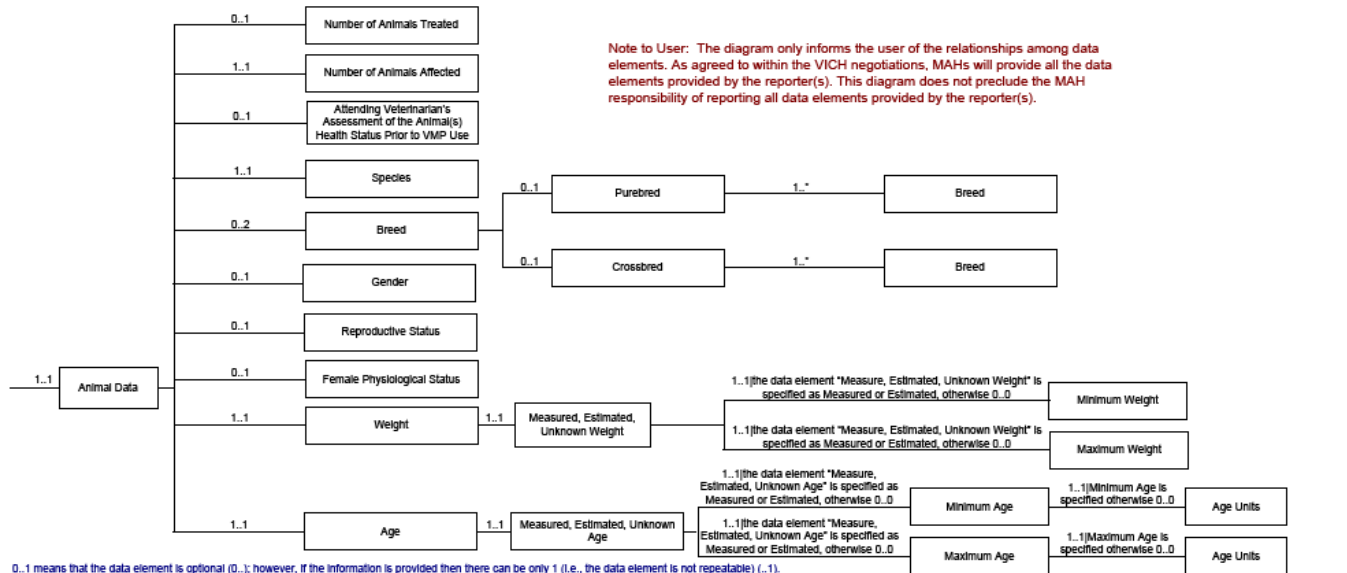 0..1
Number of Animals Treated
Note to User: The diagram only informs the user of the relationships among data
elements. As agreed to within the VICH negotiations, MAHs will provide all the data
elements provided by the reporter(s). This diagram does not preclude the MAH
responsibility of reporting all data elements provided by the reporter(s).
1..1
Number of Animals Affected
0..1
Attending Veterinarian's
Assessment of the Animal(s)
Health Status Prior to VMP Use
1..1
Species
0..1
Purebred
1..*
Breed
0..2
Breed
0..1
Crossbred
1..*
Breed
0..1
Gender
0..1
Reproductive Status
1..1
Animal Data
0..1
Female Physiological Status
1..1
Weight
1..1
Measured, Estimated,
Unknown Weight
1..1|the data element "Measure, Estimated, Unknown Weight" is
specified as Measured or Estimated, otherwise 0..0
Minimum Weight
1..1|the data element "Measure, Estimated, Unknown Weight" is
specified as Measured or Estimated, otherwise 0..0
Maximum Weight
1..1
Age
1..1
Measured, Estimated, Unknown
Age
1..1|the data element "Measure,
Estimated, Unknown Age" is specified as
Measured or Estimated, otherwise 0..0
Minimum Age
1..1|Minimum Age is
specified otherwise 0..0
Age Units
1..1|the data element "Measure,
Estimated, Unknown Age" is specified as
Measured or Estimated, otherwise 0..0
Maximum Age
1..1|Maximum Age is
specified otherwise 0..0
Age Units
0..1 means that the data element is optional (0..); however, if the information is provided then there can be only 1 (i.e., the data element is not repeatable) (..1).